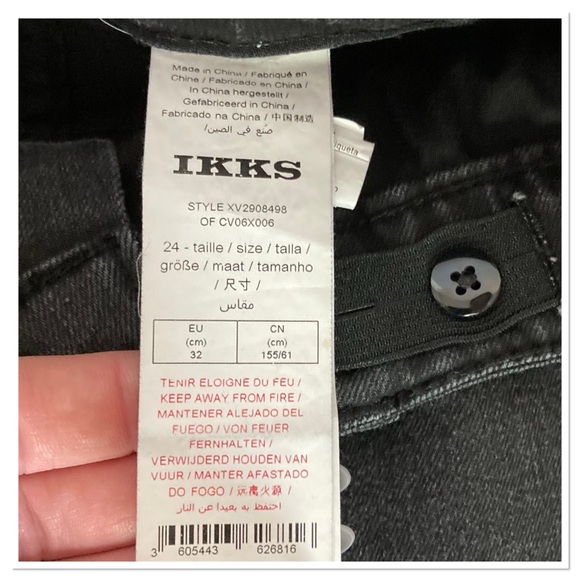 Made in China / Fabriqué en
Chine / Fabricado en China /
In China hergestellt /
Gefabriceerd in China /
Fabricado na China / 中国制造
/صُنع في الصين
IKKS
STYLE XV2908498
OF CV06X006
24 - taille / size / talla /
größe / maat / tamanho
/ 尺寸 /
مقاس
EU CN
(cm) (cm)
32 155/61
TENIR ELOIGNE DU FEU /
KEEP AWAY FROM FIRE /
MANTENER ALEJADO DEL
FUEGO / VON FEUER
FERNHALTEN /
VERWIJDERD HOUDEN VAN
VUUR / MANTER AFASTADO
DO FOGO / 远离火源 /
احتفظ به بعيدا عن النار
3 605443 626816
iqueta